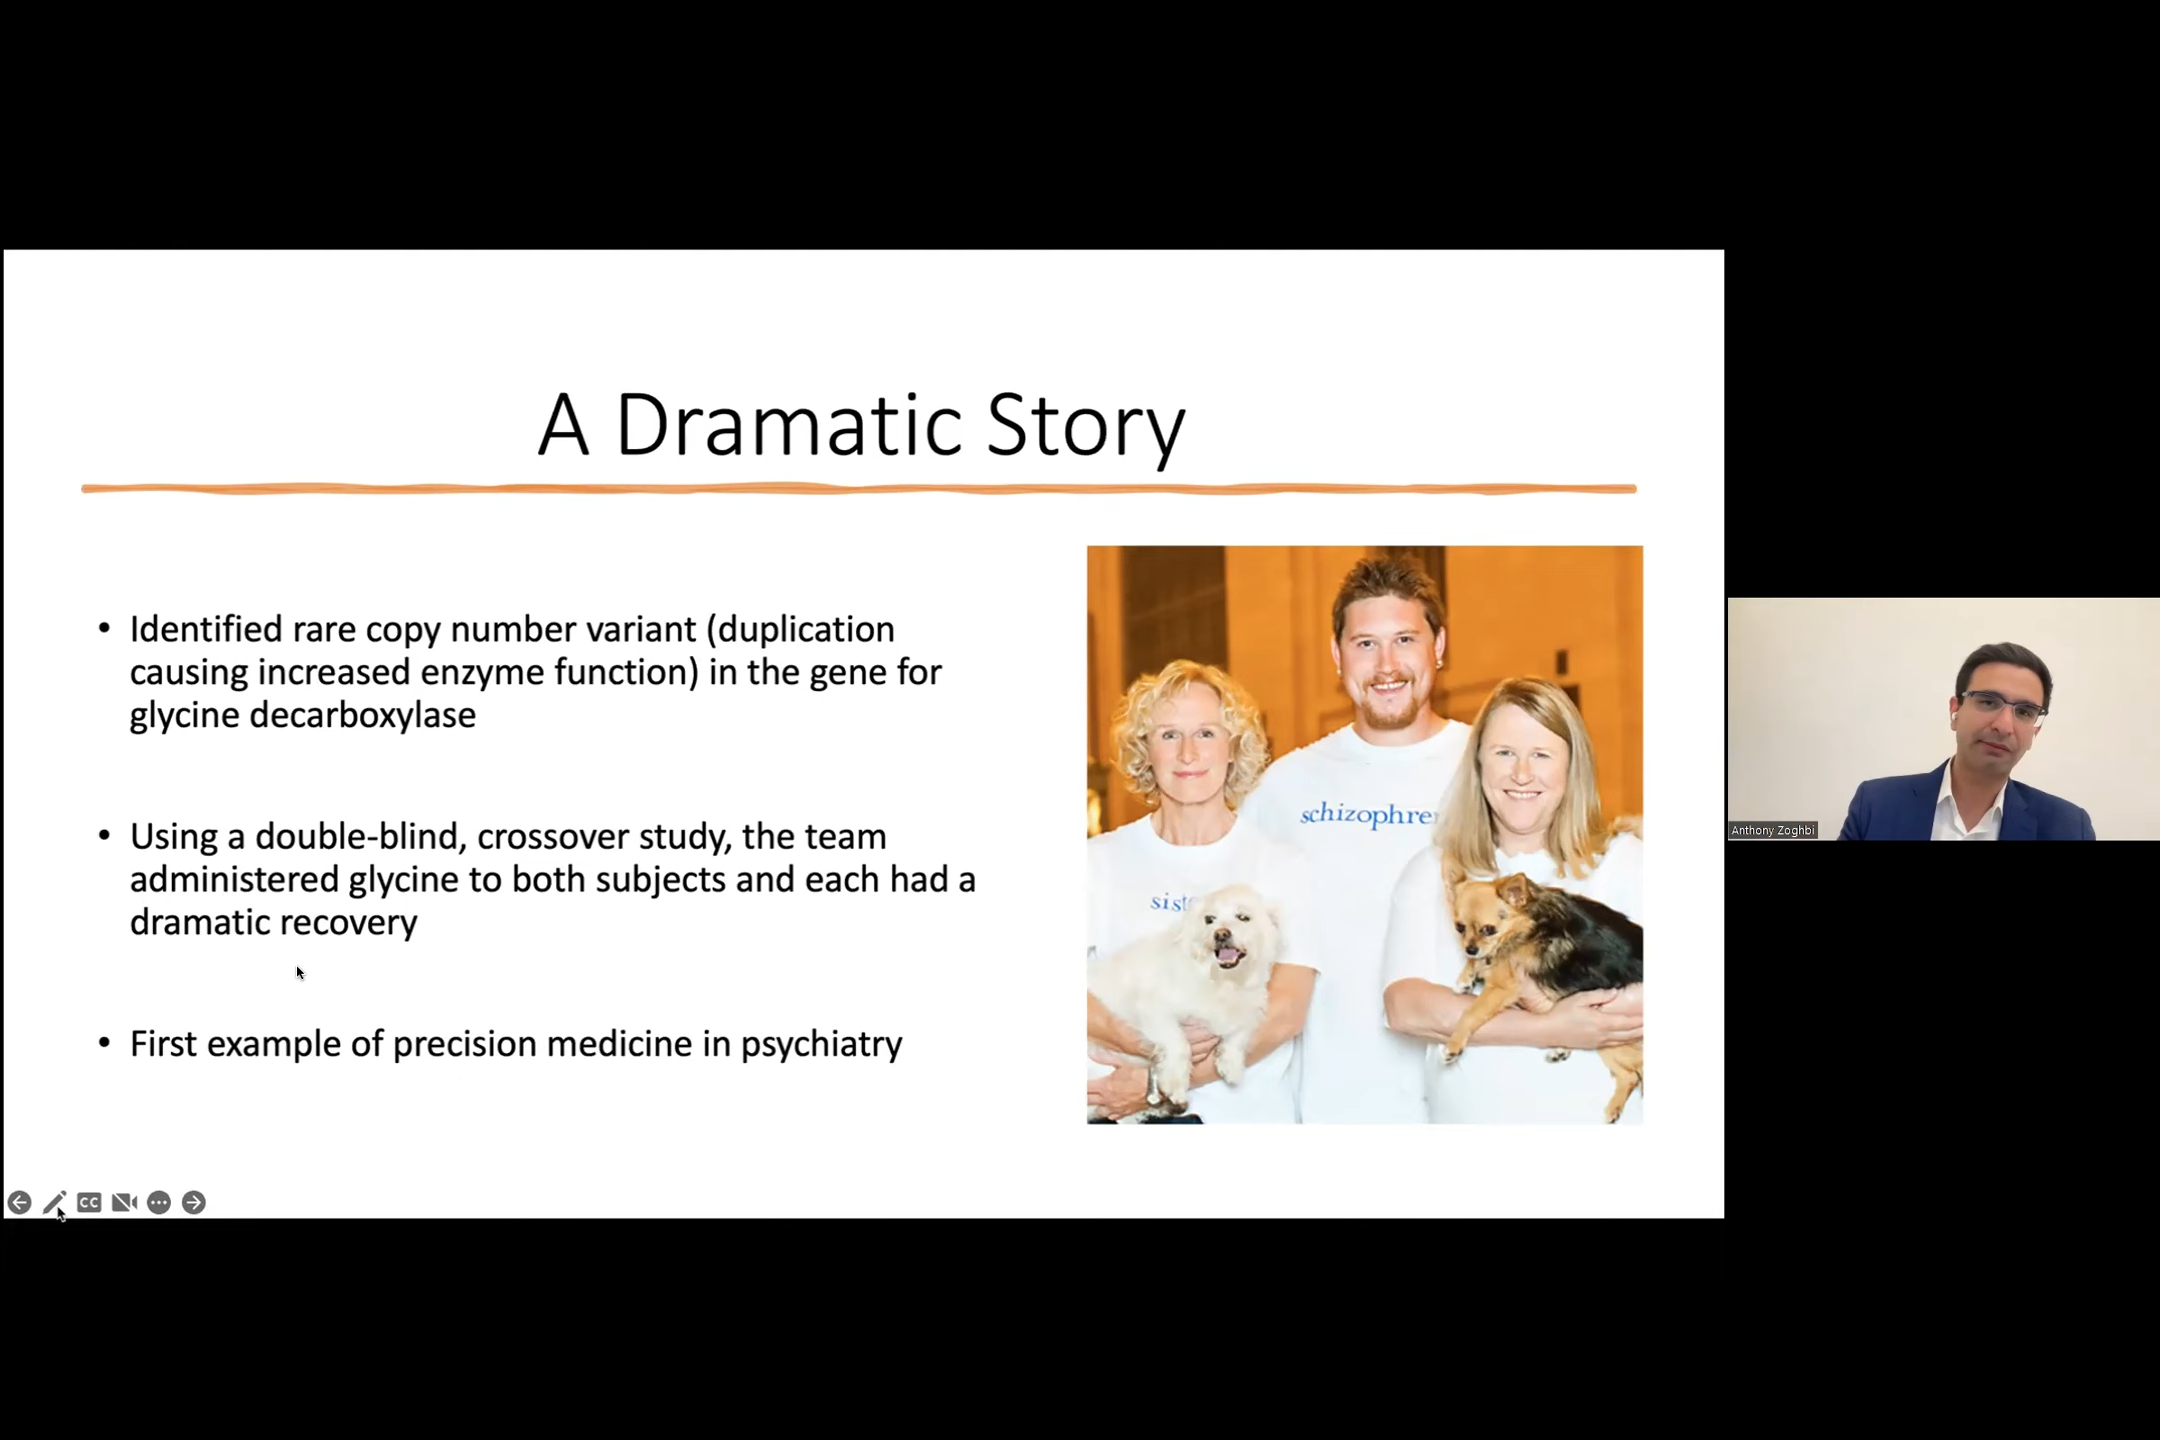 A Dramatic Story
• Identified rare copy number variant (duplication
causing increased enzyme function) in the gene for
glycine decarboxylase
• Using a double-blind, crossover study, the team
administered glycine to both subjects and each had a
dramatic recovery
• First example of precision medicine in psychiatry
schizophre
sist
Anthony Zoghbi
CC